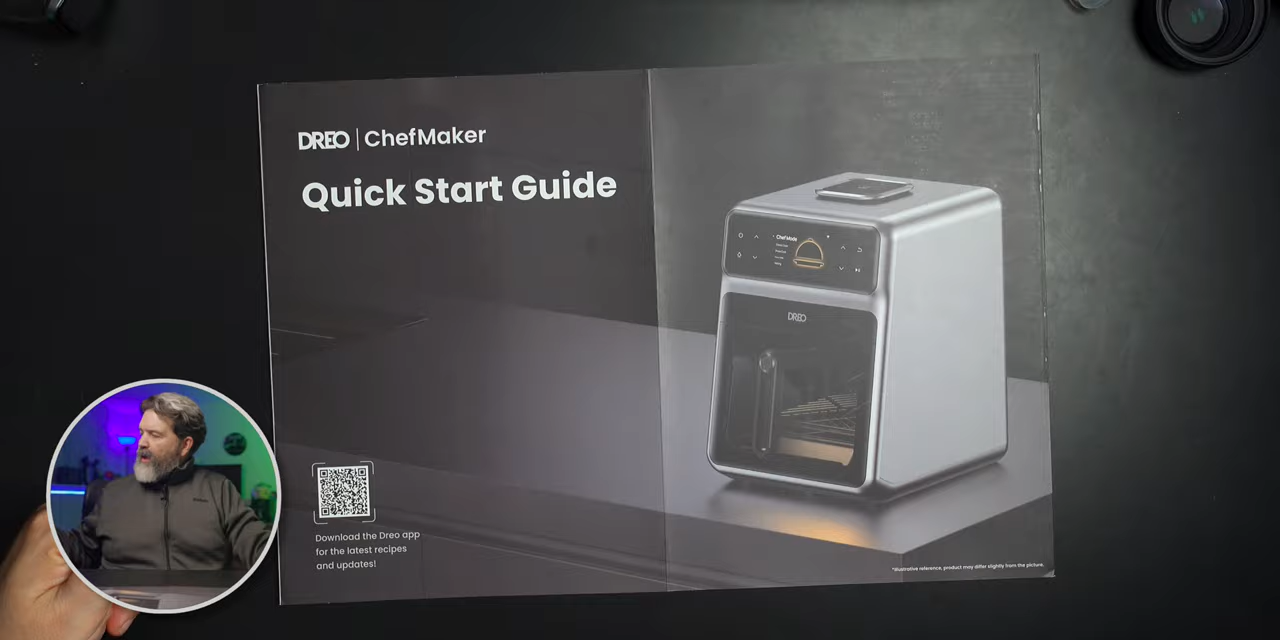 DREO | ChefMaker
Quick Start Guide
ChefMode
DREO
Download the Dreo app
for the latest recipes
and updates!
*Illustrative reference, product may differ slightly from the picture.